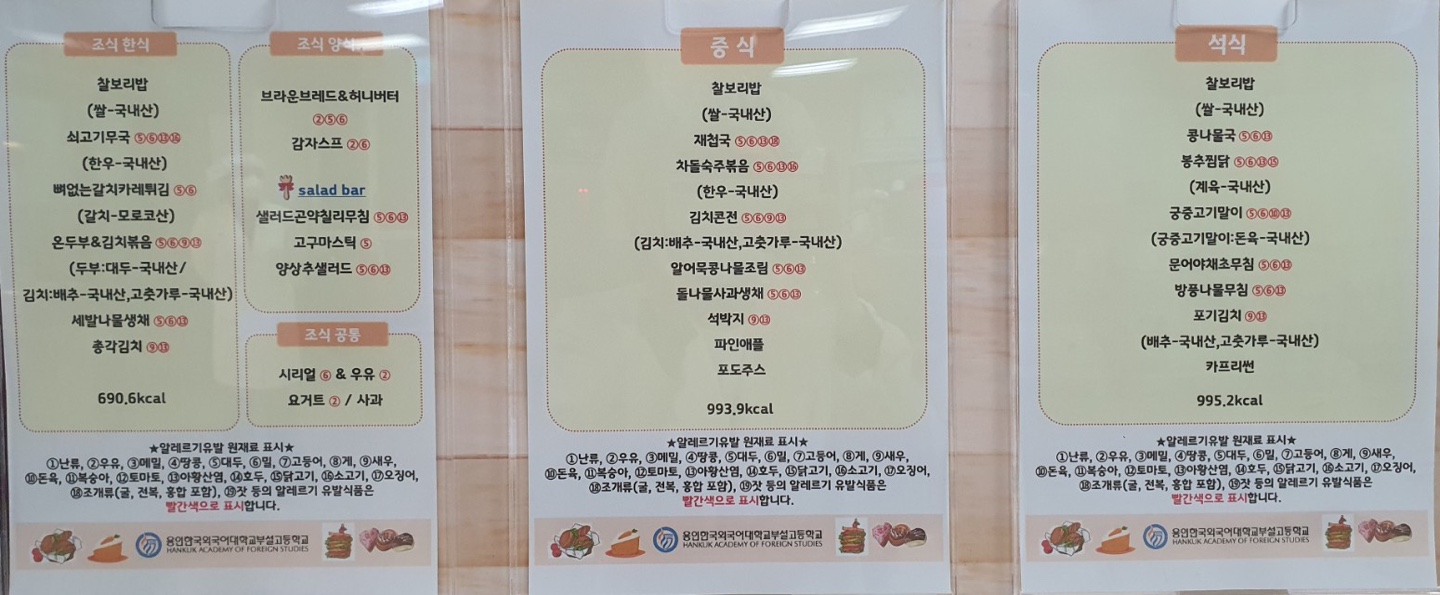 조식 한식
찰보리밥
(쌀-국내산)
쇠고기무국 ⑤⑥⑬⑯
(한우-국내산)
뼈없는갈치카레튀김 ⑤⑥
(갈치-모로코산)
온두부&김치볶음 ⑤⑥⑨⑬
(두부:대두-국내산/
김치:배추-국내산,고춧가루-국내산)
세발나물생채 ⑤⑥⑬
총각김치 ⑨⑬
690.6kcal
조식 양식
브라운브레드&허니버터
②⑤⑥
감자스프 ②⑥
salad bar
샐러드곤약칠리무침 ⑤⑥⑬
고구마스틱 ⑤
양상추샐러드 ⑤⑥⑬
조식 공통
시리얼 ⑥ & 우유 ②
요거트 ② / 사과
★알레르기유발 원재료 표시★
①난류, ②우유, ③메밀, ④땅콩, ⑤대두, ⑥밀, ⑦고등어, ⑧게, ⑨새우,
⑩돈육, ⑪복숭아, ⑫토마토, ⑬아황산염, ⑭호두, ⑮닭고기, ⑯소고기, ⑰오징어,
⑱조개류(굴, 전복, 홍합 포함), ⑲잣 등의 알레르기 유발식품은
빨간색으로 표시합니다.
용인한국외국어대학교부설고등학교
HANKUK ACADEMY OF FOREIGN STUDIES
중 식
찰보리밥
(쌀-국내산)
재첩국 ⑤⑥⑬⑱
차돌숙주볶음 ⑤⑥⑬⑯
(한우-국내산)
김치콘전 ⑤⑥⑨⑬
(김치:배추-국내산,고춧가루-국내산)
알어묵콩나물조림 ⑤⑥⑬
돌나물사과생채 ⑤⑥⑬
석박지 ⑨⑬
파인애플
포도주스
993.9kcal
★알레르기유발 원재료 표시★
①난류, ②우유, ③메밀, ④땅콩, ⑤대두, ⑥밀, ⑦고등어, ⑧게, ⑨새우,
⑩돈육, ⑪복숭아, ⑫토마토, ⑬아황산염, ⑭호두, ⑮닭고기, ⑯소고기, ⑰오징어,
⑱조개류(굴, 전복, 홍합 포함), ⑲잣 등의 알레르기 유발식품은
빨간색으로 표시합니다.
용인한국외국어대학교부설고등학교
HANKUK ACADEMY OF FOREIGN STUDIES
석식
찰보리밥
(쌀-국내산)
콩나물국 ⑤⑥⑬
봉추찜닭 ⑤⑥⑬⑮
(계육-국내산)
궁중고기말이 ⑤⑥⑩⑬
(궁중고기말이:돈육-국내산)
문어야채초무침 ⑤⑥⑬
방풍나물무침 ⑤⑥⑬
포기김치 ⑨⑬
(배추-국내산,고춧가루-국내산)
카프리썬
995.2kcal
★알레르기유발 원재료 표시★
①난류, ②우유, ③메밀, ④땅콩, ⑤대두, ⑥밀, ⑦고등어, ⑧게, ⑨새우,
⑩돈육, ⑪복숭아, ⑫토마토, ⑬아황산염, ⑭호두, ⑮닭고기, ⑯소고기, ⑰오징어,
⑱조개류(굴, 전복, 홍합 포함), ⑲잣 등의 알레르기 유발식품은
빨간색으로 표시합니다.
용인한국외국어대학교부설고등학교
HANKUK ACADEMY OF FOREIGN STUDIES